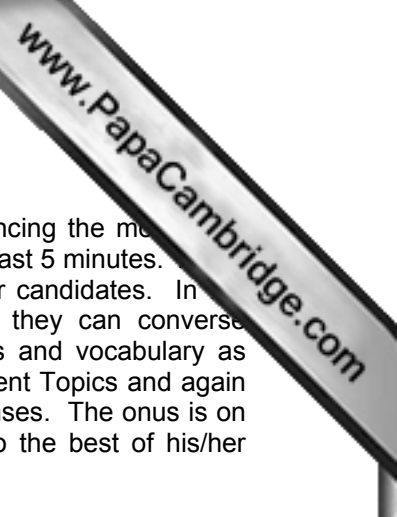 www.PapaCambridge.com
ncing the
ast 5 minutes.
r candidates. In
they can converse
s and vocabulary as
ent Topics and again
nses. The onus is on
o the best of his/her